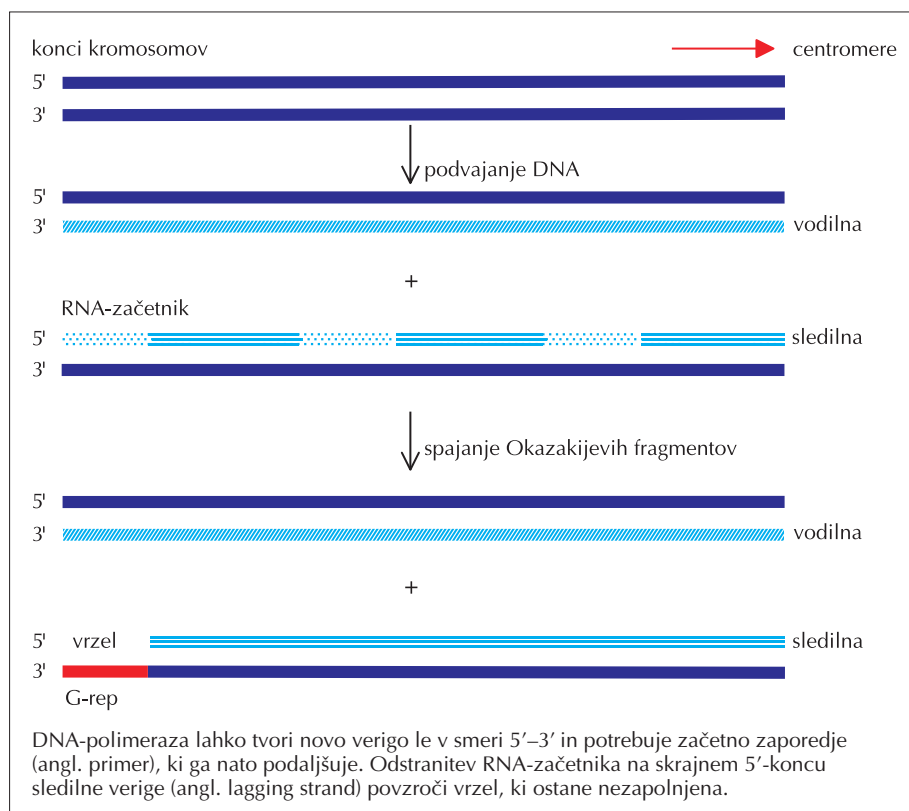 konci kromosomov
centromere
5'
3'
podvajanje DNA
5'
3'
vodilna
+
RNA-začetnik
5'
sledilna
3'
spajanje Okazakijevih fragmentov
5'
3'
vodilna
+
5'
vrzel
sledilna
3'
G-rep
DNA-polimeraza lahko tvori novo verigo le v smeri 5’–3’ in potrebuje začetno zaporedje
(angl. primer), ki ga nato podaljšuje. Odstranitev RNA-začetnika na skrajnem 5’-koncu
sledilne verige (angl. lagging strand) povzroči vrzel, ki ostane nezapolnjena.